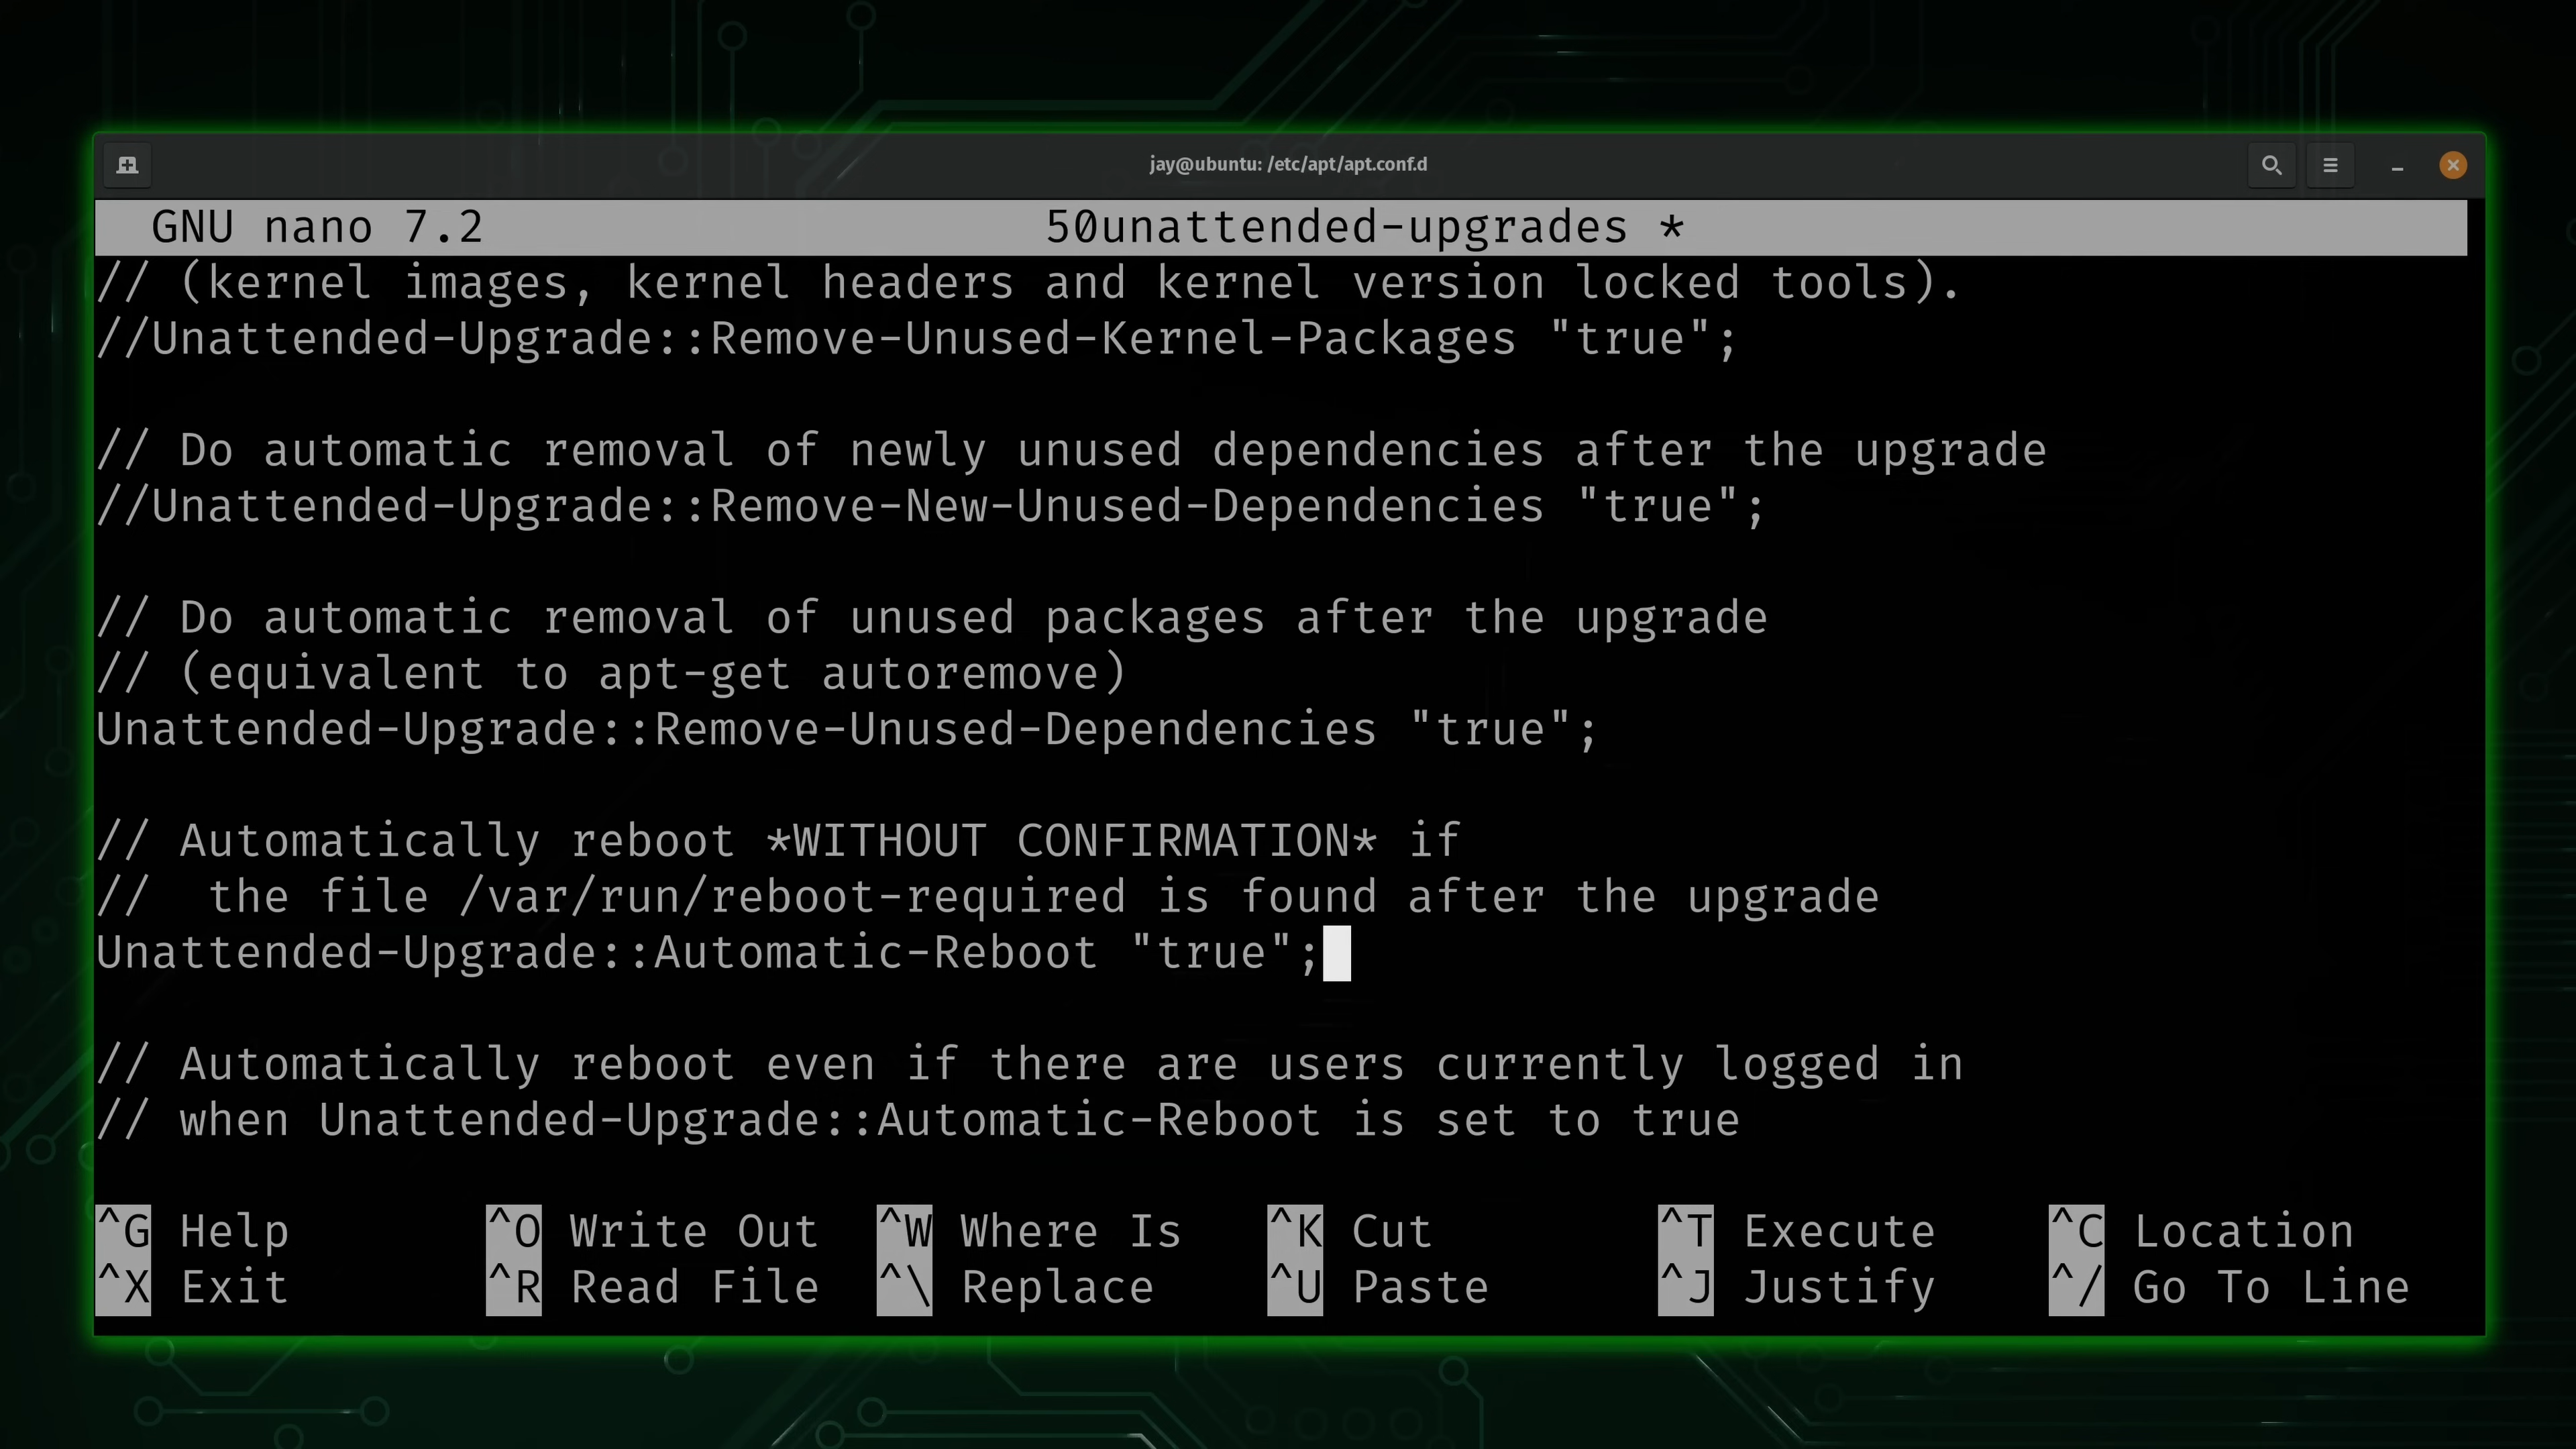 jay@ubuntu: /etc/apt/apt.conf.d
GNU nano 7.2 50unattended-upgrades *
// (kernel images, kernel headers and kernel version locked tools).
//Unattended-Upgrade::Remove-Unused-Kernel-Packages "true";
// Do automatic removal of newly unused dependencies after the upgrade
//Unattended-Upgrade::Remove-New-Unused-Dependencies "true";
// Do automatic removal of unused packages after the upgrade
// (equivalent to apt-get autoremove)
Unattended-Upgrade::Remove-Unused-Dependencies "true";
// Automatically reboot *WITHOUT CONFIRMATION* if
//  the file /var/run/reboot-required is found after the upgrade
Unattended-Upgrade::Automatic-Reboot "true";
// Automatically reboot even if there are users currently logged in
// when Unattended-Upgrade::Automatic-Reboot is set to true
^G Help ^O Write Out ^W Where Is ^K Cut ^T Execute ^C Location
^X Exit ^R Read File ^\ Replace ^U Paste ^J Justify ^/ Go To Line